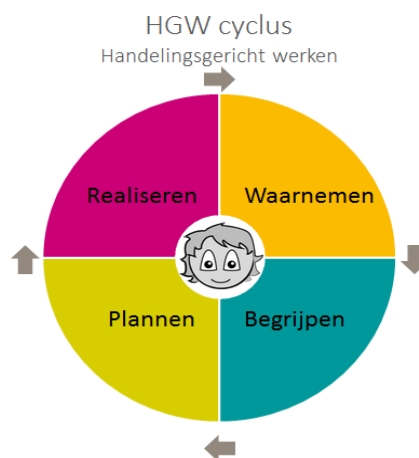 HGW cyclus
Handelingsgericht werken
Realiseren
Waarnemen
Plannen
Begrijpen